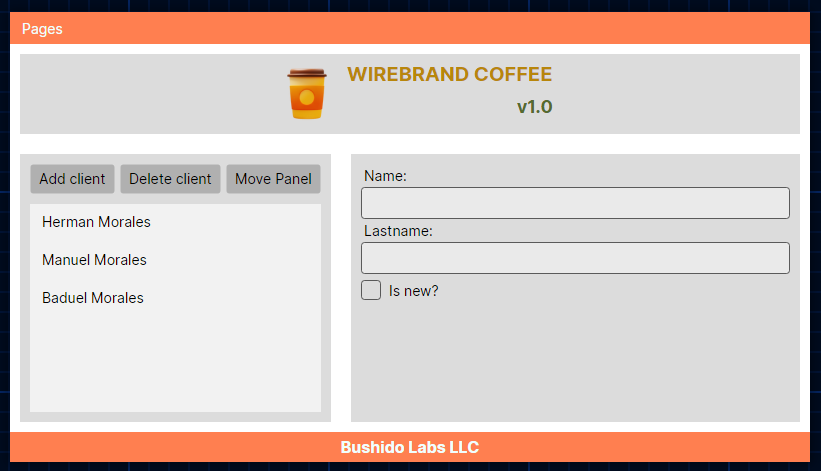 Pages
WIREBRAND COFFEE
v1.0
Add client Delete client Move Panel
Herman Morales
Manuel Morales
Baduel Morales
Name:
Lastname:
Is new?
Bushido Labs LLC